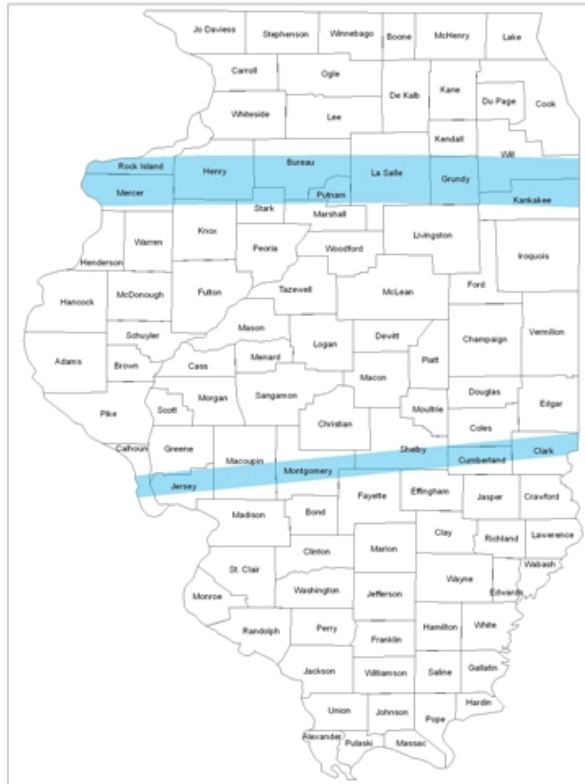 Jo Daviess
Stephenson
Winnebago
Boone
McHenry
Lake
Carroll
Ogle
De Kalb
Kane
Du Page
Cook
Whiteside
Lee
Kendall
Will
Rock Island
Henry
Bureau
La Salle
Grundy
Mercer
Putnam
Kankakee
Stark
Marshall
Knox
Warren
Henderson
Peoria
Woodford
Livingston
Iroquois
Hancock
McDonough
Fulton
Tazewell
McLean
Ford
Schuyler
Mason
Logan
Dewitt
Champaign
Vermilion
Adams
Brown
Cass
Menard
Piatt
Macon
Douglas
Edgar
Pike
Scott
Morgan
Sangamon
Christian
Moultrie
Coles
Calhoun
Greene
Macoupin
Montgomery
Shelby
Cumberland
Clark
Jersey
Fayette
Effingham
Jasper
Crawford
Madison
Bond
Clay
Richland
Lawerence
Clinton
Marion
Wabash
St. Clair
Washington
Jefferson
Wayne
Edwards
Monroe
Randolph
Perry
Franklin
Hamilton
White
Jackson
Williamson
Saline
Gallatin
Union
Johnson
Pope
Hardin
Alexander
Pulaski
Massac